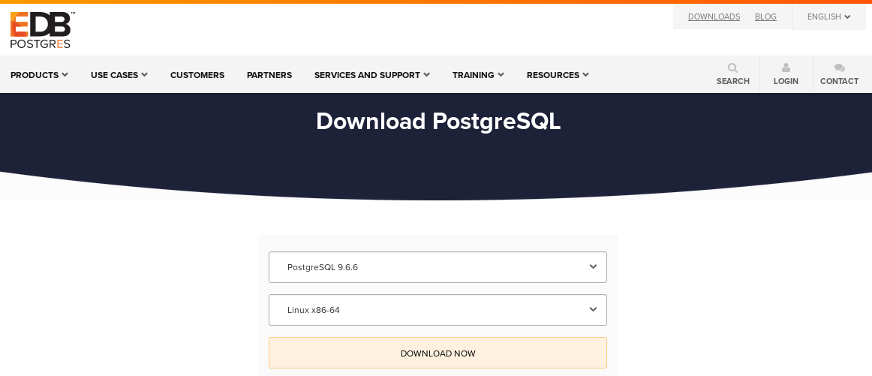 EDB™
POSTGRES
DOWNLOADS BLOG ENGLISH
PRODUCTS USE CASES CUSTOMERS PARTNERS SERVICES AND SUPPORT TRAINING RESOURCES SEARCH LOGIN CONTACT
Download PostgreSQL
PostgreSQL 9.6.6
Linux x86-64
DOWNLOAD NOW